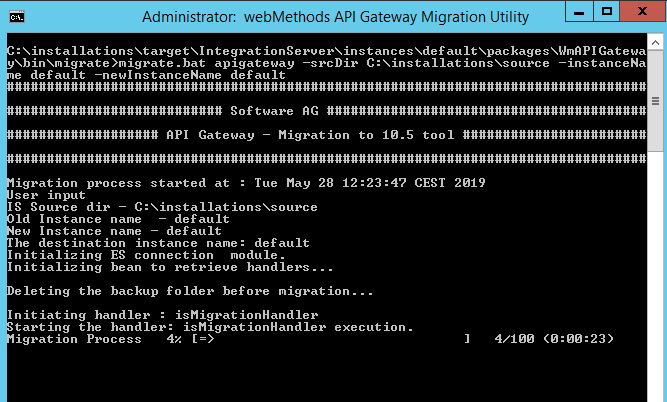 Administrator: webMethods API Gateway Migration Utility
C:\installations\target\IntegrationServer\instances\default\packages\WmAPIGatewa
y\bin\migrate>migrate.bat apigateway -srcDir C:\installations\source -instanceNa
me default -newInstanceName default
################################################################################
########################### Software AG ########################################
################### API Gateway - Migration to 10.5 tool #######################
################################################################################
Migration process started at : Tue May 28 12:23:47 CEST 2019
User input
IS Source dir - C:\installations\source
Old Instance name  - default
New Instance name - default
The destination instance name: default
Initializing ES connection  module.
Initializing bean to retrieve handlers...
Deleting the backup folder before migration...
Initiating handler : isMigrationHandler
Starting the handler: isMigrationHandler execution.
Migration Process   4% [=>                               ]   4/100 (0:00:23)